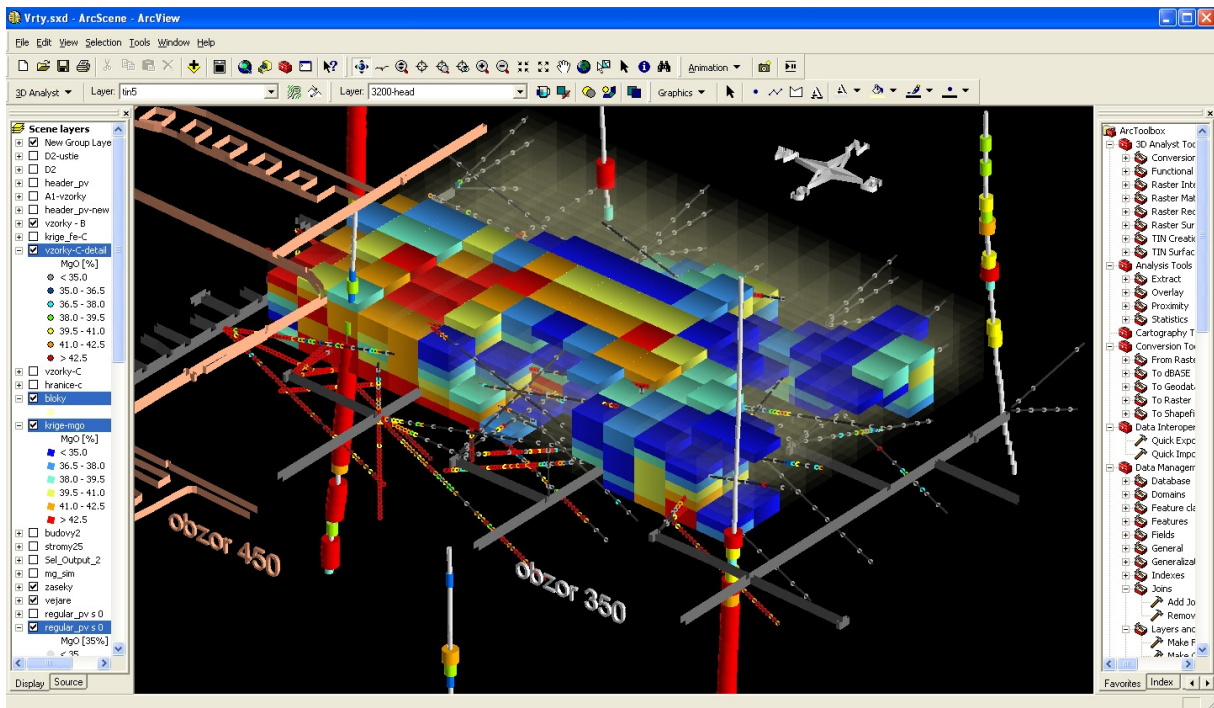 Vrty.sxd - ArcScene - ArcView
File Edit View Selection Tools Window Help
Animation
3D Analyst Layer: tin5 Layer: 3200-head Graphics
Scene layers
New Group Laye
D2-ustie
D2
header_pv
A1-vzorky
header_pv-new
vzorky - B
krige_fe-C
vzorky-C-detail
MgO [%]
< 35.0
35.0 - 36.5
36.5 - 38.0
38.0 - 39.5
39.5 - 41.0
41.0 - 42.5
> 42.5
vzorky-C
hranice-c
bloky
krige-mgo
MgO [%]
< 35.0
36.5 - 38.0
38.0 - 39.5
39.5 - 41.0
41.0 - 42.5
> 42.5
budovy2
stromy25
Sel_Output_2
mg_sim
zaseky
vejare
regular_pv s 0
regular_pv s 0
MgO [35%]
< 35
Display Source
obzor 450
obzor 350
ArcToolbox
3D Analyst Too
Conversion
Functional
Raster Inte
Raster Mat
Raster Rec
Raster Sur
TIN Creatio
TIN Surfac
Analysis Tools
Extract
Overlay
Proximity
Statistics
Cartography T
Conversion Too
From Raste
To dBASE
To Geodat
To Raster
To Shapefi
Data Interoper
Quick Expo
Quick Impo
Data Managem
Database
Domains
Feature cla
Features
Fields
General
Generalizat
Indexes
Joins
Add Jo
Remov
Layers and
Make F
Make
Favorites Index